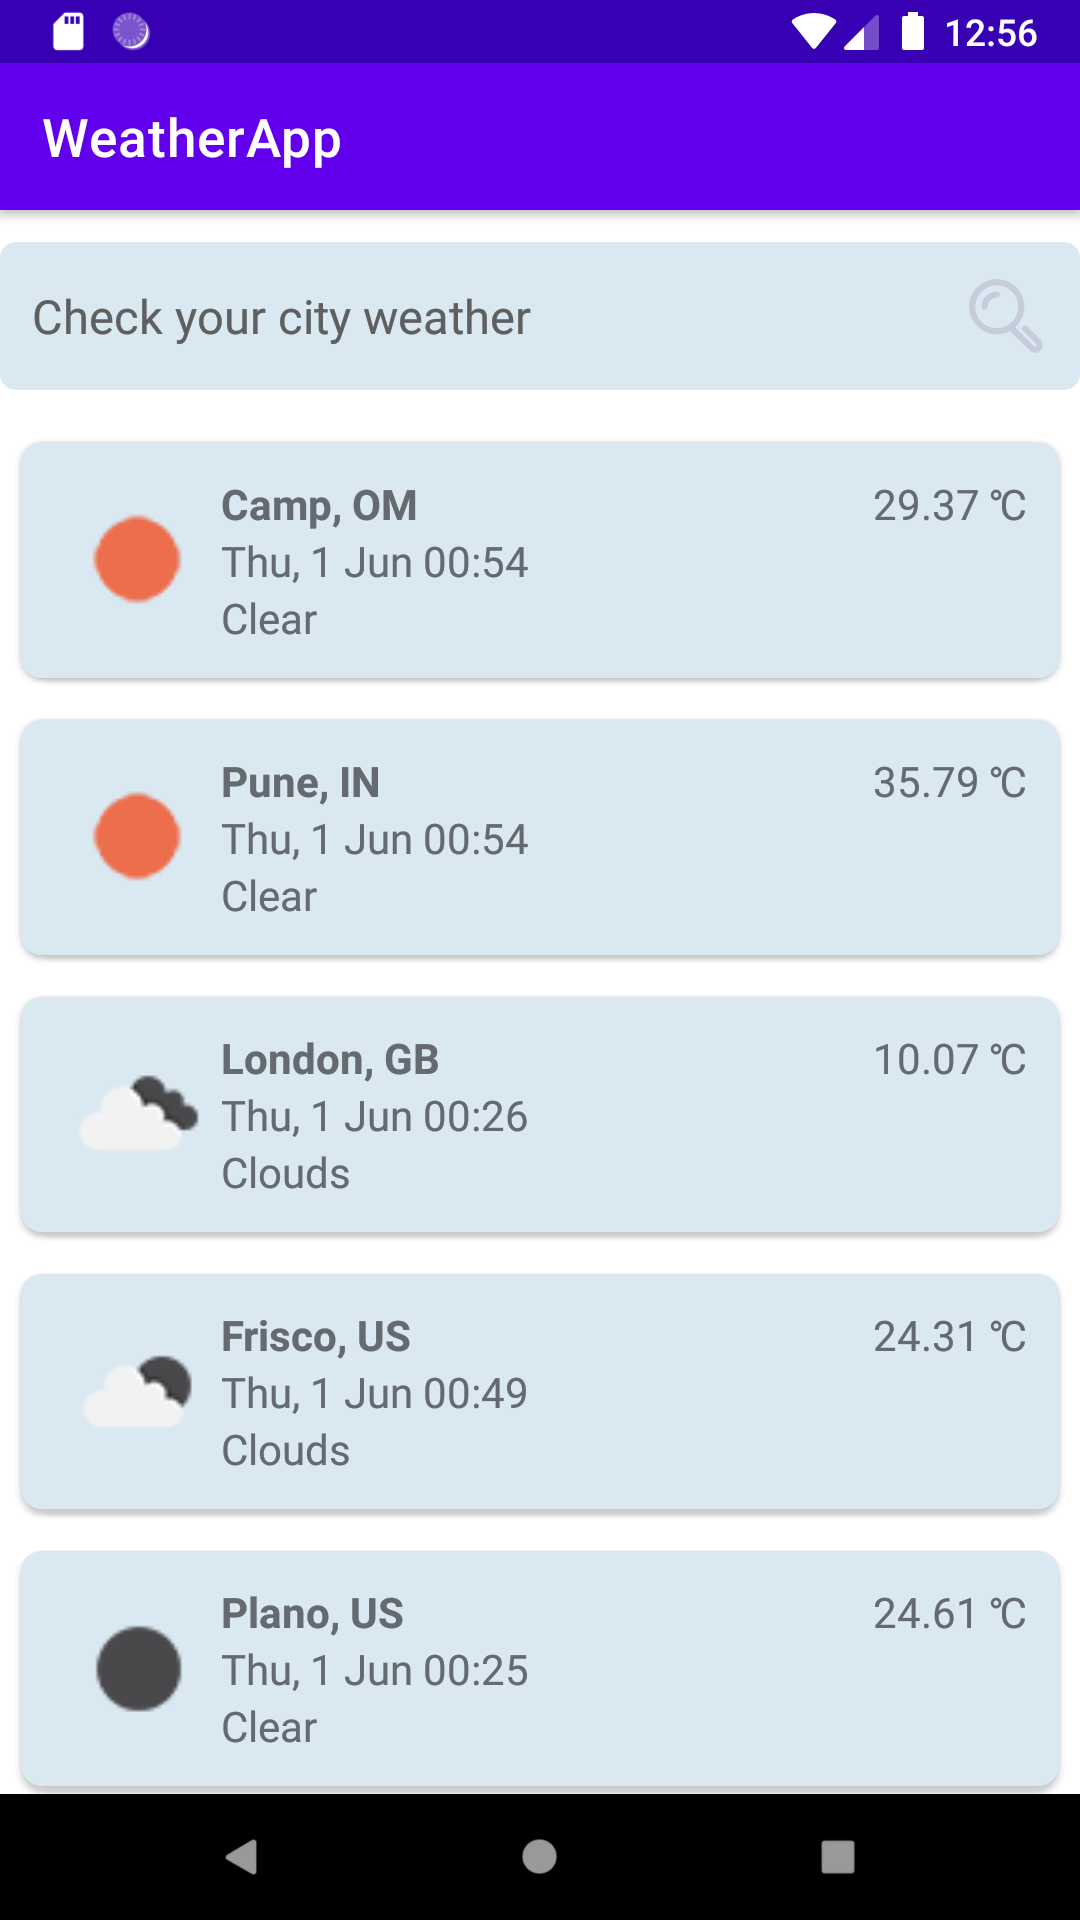 12:56
WeatherApp
Check your city weather
Camp, OM
29.37 ℃
Thu, 1 Jun 00:54
Clear
Pune, IN
35.79 ℃
Thu, 1 Jun 00:54
Clear
London, GB
10.07 ℃
Thu, 1 Jun 00:26
Clouds
Frisco, US
24.31 ℃
Thu, 1 Jun 00:49
Clouds
Plano, US
24.61 ℃
Thu, 1 Jun 00:25
Clear